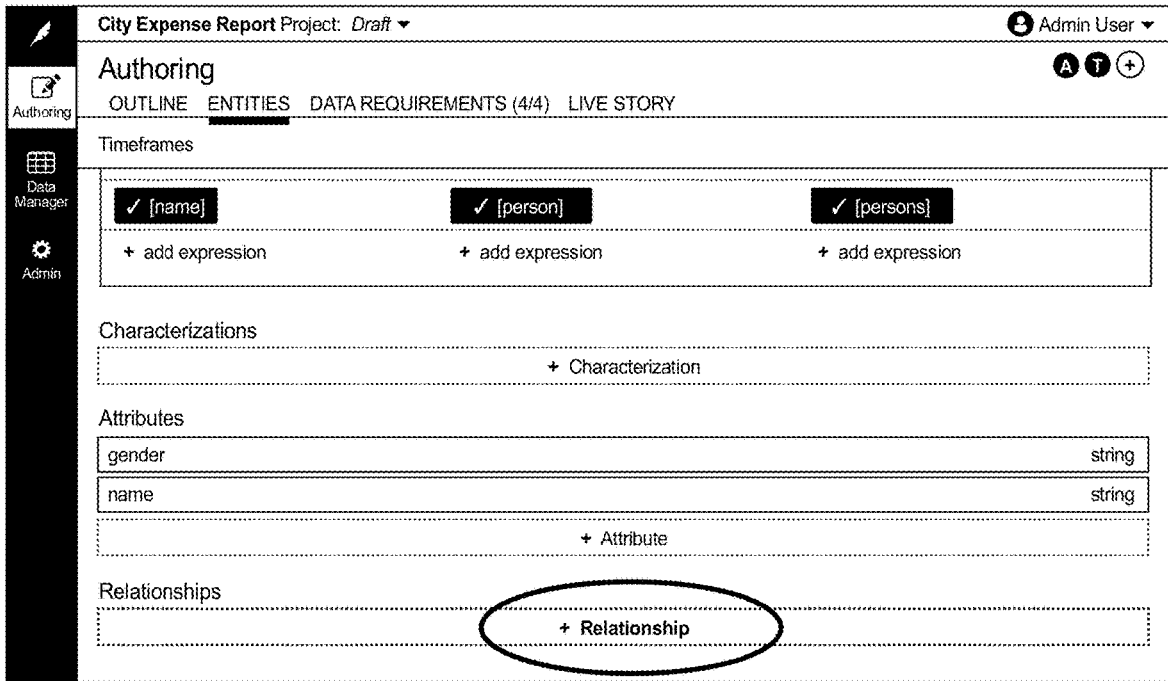 City Expense Report Project: Draft
Admin User
Authoring
A T +
Authoring
OUTLINE ENTITIES DATA REQUIREMENTS (4/4) LIVE STORY
Timeframes
Data
Manager
✓ [name] ✓ [person] ✓ [persons]
+ add expression + add expression + add expression
Admin
Characterizations
+ Characterization
Attributes
gender string
name string
+ Attribute
Relationships
+ Relationship